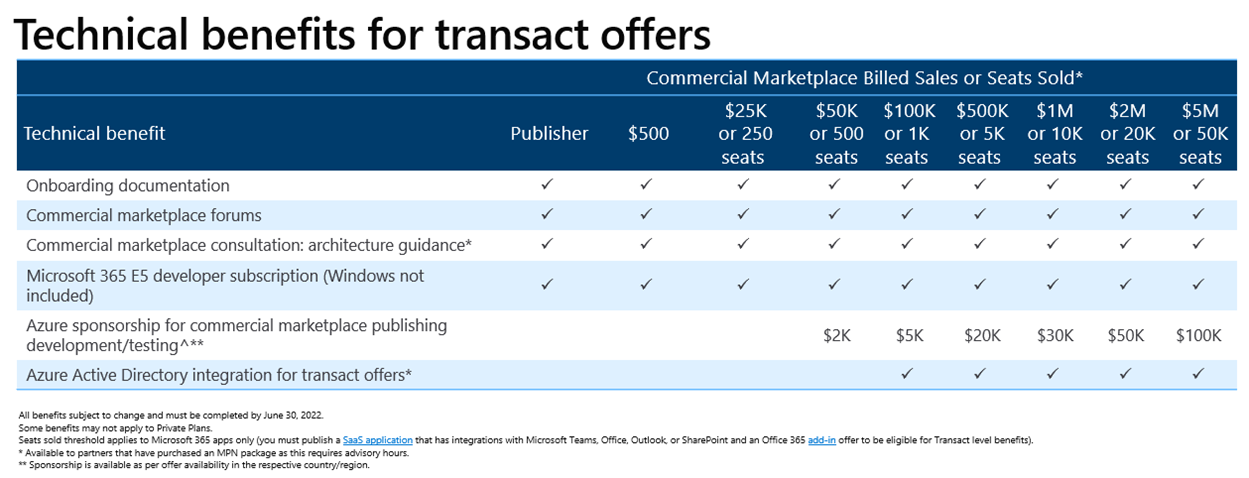 Technical benefits for transact offers
Commercial Marketplace Billed Sales or Seats Sold*
Technical benefit Publisher $500 $25K or 250 seats $50K or 500 seats $100K or 1K seats $500K or 5K seats $1M or 10K seats $2M or 20K seats $5M or 50K seats
Onboarding documentation ✓ ✓ ✓ ✓ ✓ ✓ ✓ ✓ ✓
Commercial marketplace forums ✓ ✓ ✓ ✓ ✓ ✓ ✓ ✓ ✓
Commercial marketplace consultation: architecture guidance* ✓ ✓ ✓ ✓ ✓ ✓ ✓ ✓ ✓
Microsoft 365 E5 developer subscription (Windows not
included) ✓ ✓ ✓ ✓ ✓ ✓ ✓ ✓ ✓
Azure sponsorship for commercial marketplace publishing
development/testing^** $2K $5K $20K $30K $50K $100K
Azure Active Directory integration for transact offers* ✓ ✓ ✓ ✓ ✓
All benefits subject to change and must be completed by June 30, 2022.
Some benefits may not apply to Private Plans.
Seats sold threshold applies to Microsoft 365 apps only (you must publish a SaaS application that has integrations with Microsoft Teams, Office, Outlook, or SharePoint and an Office 365 add-in offer to be eligible for Transact level benefits).
* Available to partners that have purchased an MPN package as this requires advisory hours.
** Sponsorship is available as per offer availability in the respective country/region.